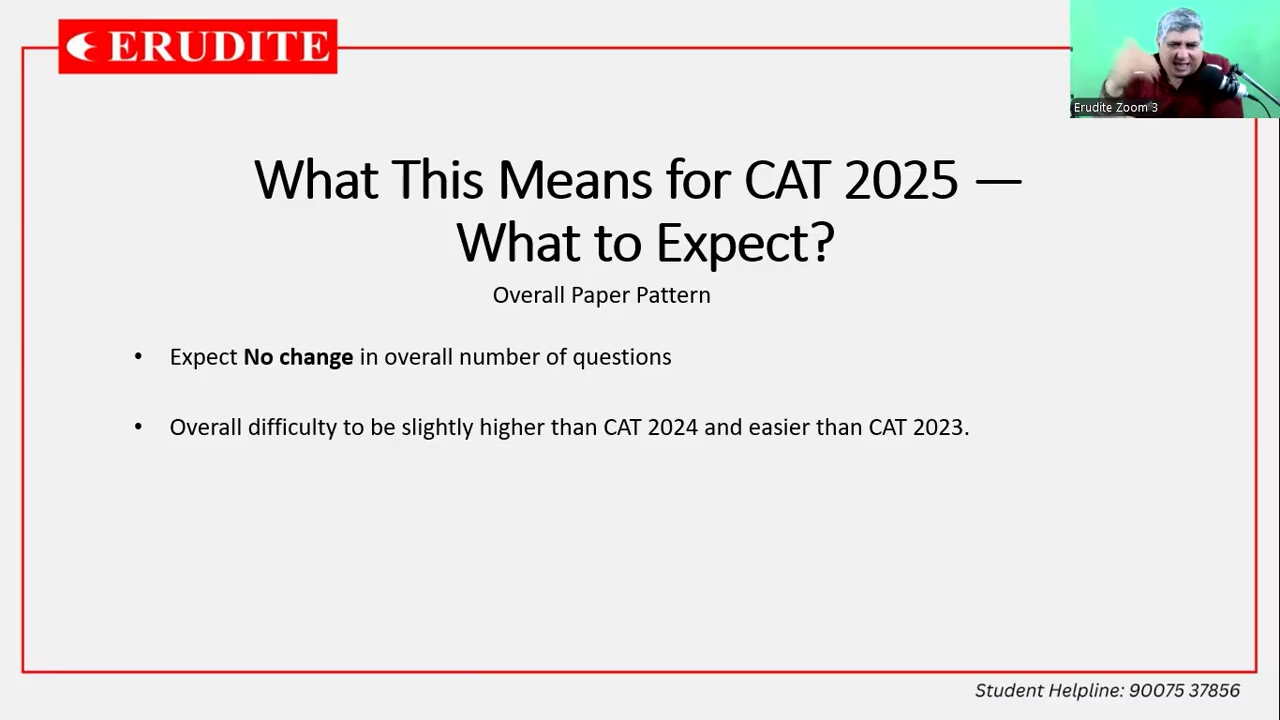 ERUDITE
Erudite Zoom 3
What This Means for CAT 2025 —
What to Expect?
Overall Paper Pattern
• Expect No change in overall number of questions
• Overall difficulty to be slightly higher than CAT 2024 and easier than CAT 2023.
Student Helpline: 90075 37856